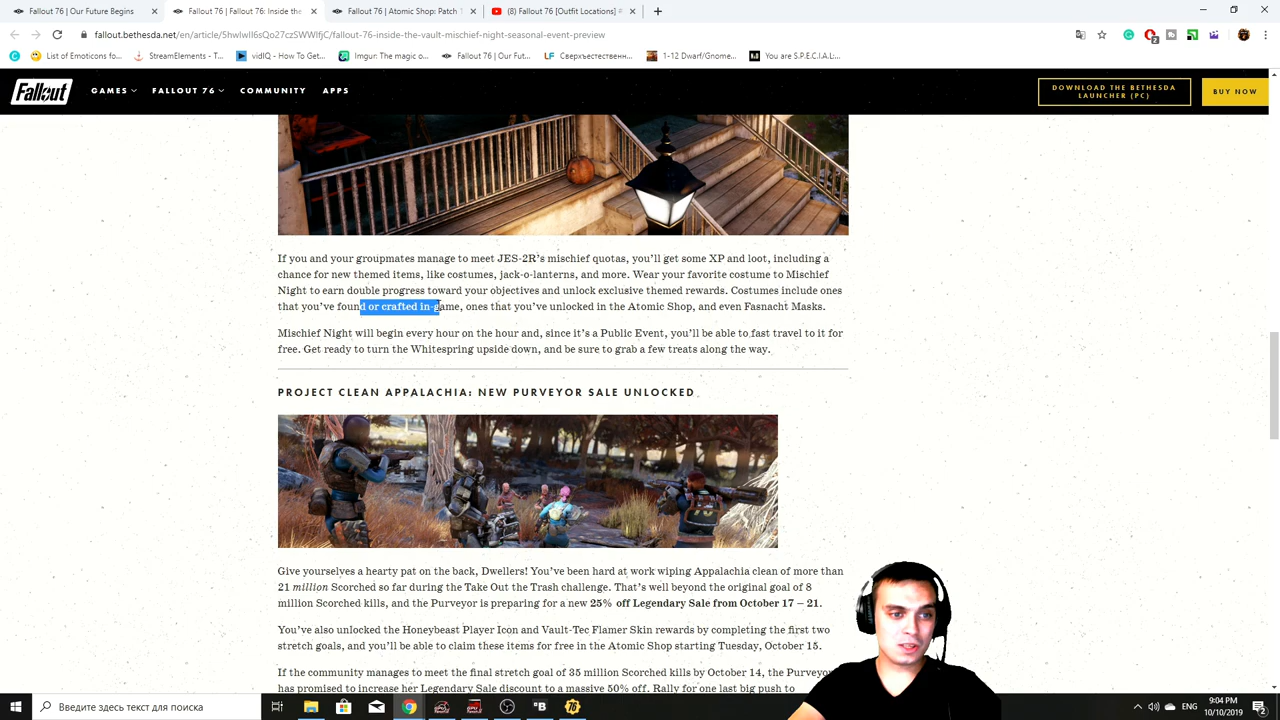 Fallout 76 | Our Future Begins
Fallout 76 | Fallout 76: Inside the
Fallout 76 | Atomic Shop: Patch
(8) Fallout 76 [Outfit Locations] #
fallout.bethesda.net/en/article/5hwlwII6sQo27czSWWIfjC/fallout-76-inside-the-vault-mischief-night-seasonal-event-preview
List of Emoticons fo...
StreamElements - T...
vidIQ - How To Get...
Imgur: The magic o...
Fallout 76 | Our Fut...
Сверхъестественн...
1-12 Dwarf/Gnome...
You are S.P.E.C.I.A.L:...
Fallout
GAMES
FALLOUT 76
COMMUNITY
APPS
DOWNLOAD THE BETHESDA
LAUNCHER (PC)
BUY NOW
If you and your groupmates manage to meet JES-2R's mischief quotas, you'll get some XP and loot, including a
chance for new themed items, like costumes, jack-o-lanterns, and more. Wear your favorite costume to Mischief
Night to earn double progress toward your objectives and unlock exclusive themed rewards. Costumes include ones
that you've found or crafted in-game, ones that you've unlocked in the Atomic Shop, and even Fasnacht Masks.
Mischief Night will begin every hour on the hour and, since it's a Public Event, you'll be able to fast travel to it for
free. Get ready to turn the Whitespring upside down, and be sure to grab a few treats along the way.
PROJECT CLEAN APPALACHIA: NEW PURVEYOR SALE UNLOCKED
Give yourselves a hearty pat on the back, Dwellers! You've been hard at work wiping Appalachia clean of more than
21 million Scorched so far during the Take Out the Trash challenge. That's well beyond the original goal of 8
million Scorched kills, and the Purveyor is preparing for a new 25% off Legendary Sale from October 17 – 21.
You've also unlocked the Honeybeast Player Icon and Vault-Tec Flamer Skin rewards by completing the first two
stretch goals, and you'll be able to claim these items for free in the Atomic Shop starting Tuesday, October 15.
If the community manages to meet the final stretch goal of 35 million Scorched kills by October 14, the Purveyor
has promised to increase her Legendary Sale discount to a massive 50% off. Rally for one last big push to
Введите здесь текст для поиска
ENG
9:04 PM
10/10/2019